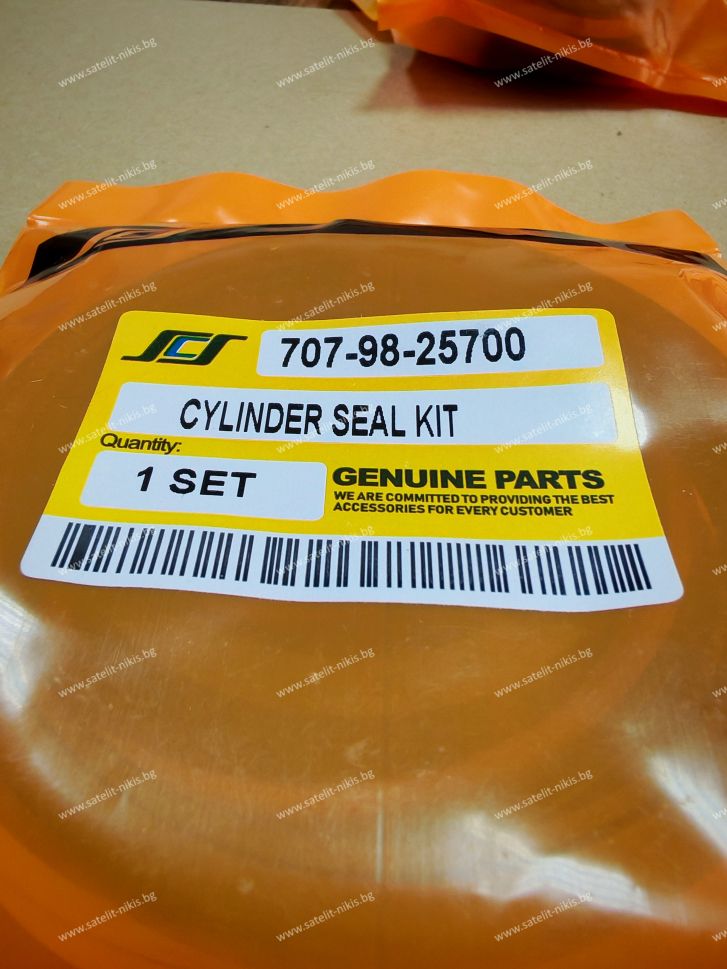 SCS
707-98-25700
CYLINDER SEAL KIT
Quantity:
1 SET
GENUINE PARTS
WE ARE COMMITTED TO PROVIDING THE BEST
ACCESSORIES FOR EVERY CUSTOMER
www.satelit-nikis.bg